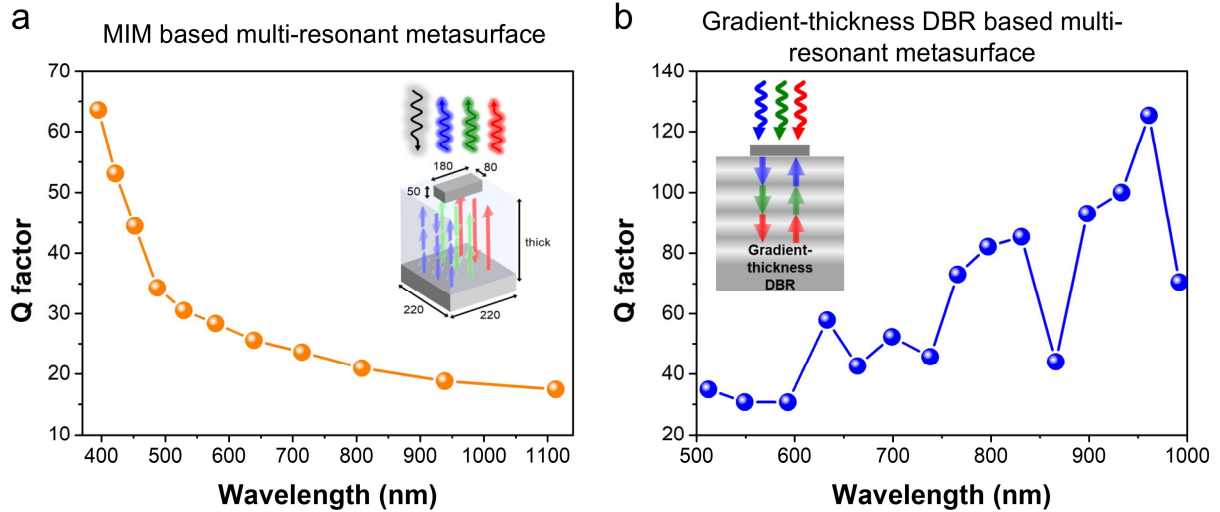 a
MIM based multi-resonant metasurface
Q factor
70
60
50
40
30
20
10
400 500 600 700 800 900 1000 1100
Wavelength (nm)
180
80
50
thick
220
220
b
Gradient-thickness DBR based multi-
resonant metasurface
Q factor
140
120
100
80
60
40
20
500 600 700 800 900 1000
Wavelength (nm)
Gradient-
thickness
DBR